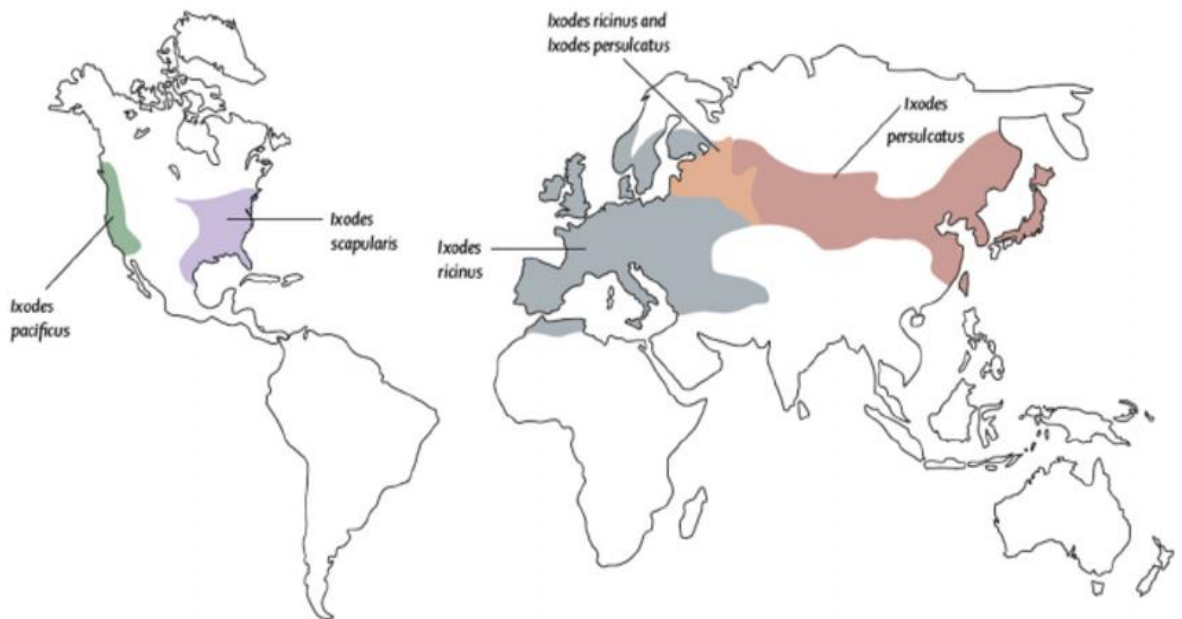 Ixodes ricinus and
Ixodes persulcatus
Ixodes
persulcatus
Ixodes
scapularis
Ixodes
ricinus
Ixodes
pacificus